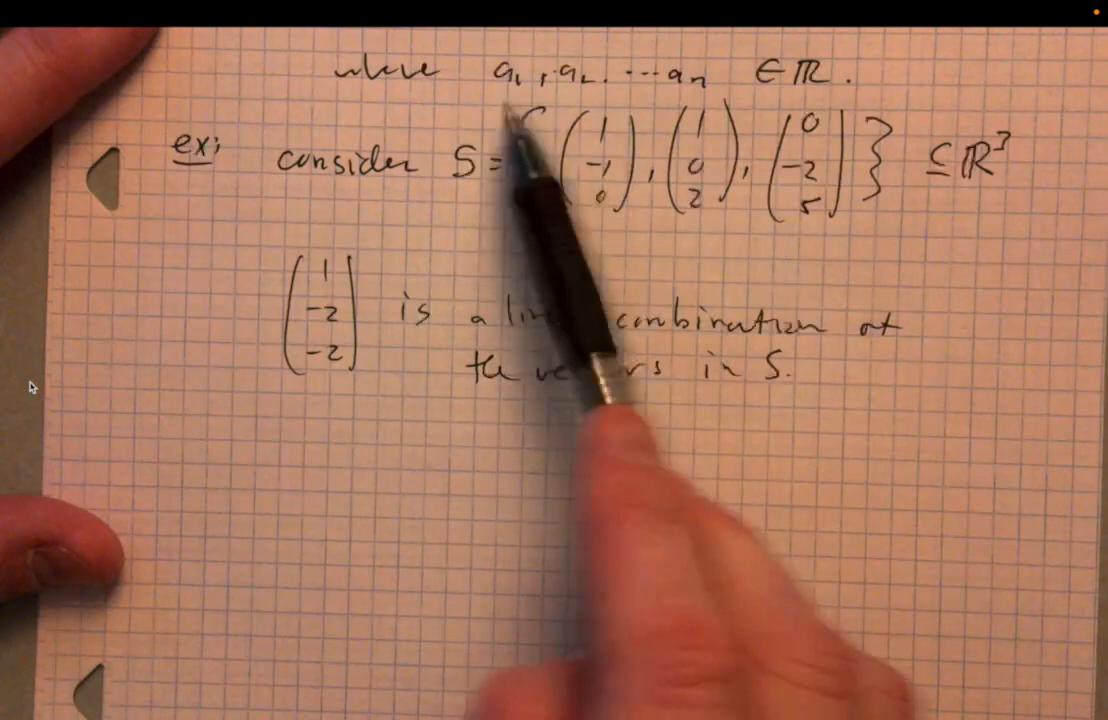 where a₁, a₂. ...aₙ ∈ ℝ.
ex: consider S = { (1 -1 0), (1 0 2), (0 -2 5) } ⊆ ℝ³
(1 -2 -2) is a combination of
the in S.